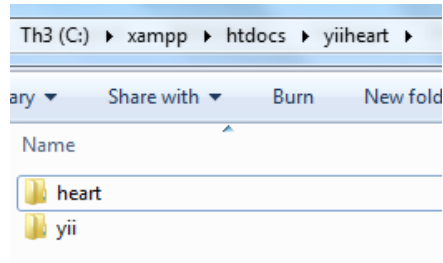 Th3 (C:) ▸ xampp ▸ htdocs ▸ yiiheart ▸
ary ▾ Share with ▾ Burn New fold
Name
heart
yii